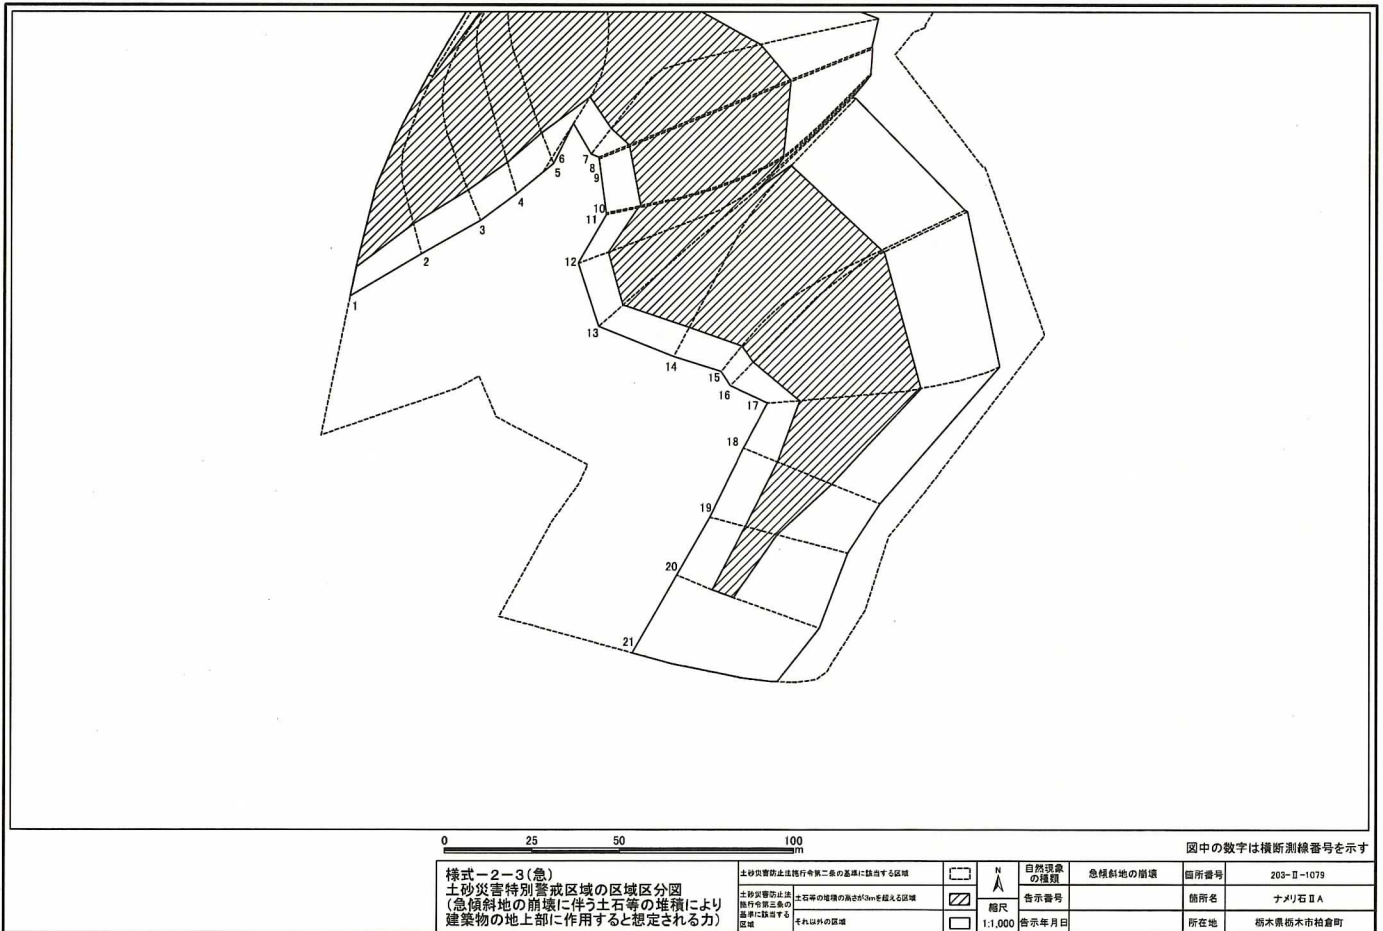 1
2
3
4
5
6
7
8
9
10
11
12
13
14
15
16
17
18
19
20
21
0 25 50 100
m
図中の数字は横断測線番号を示す
様式-2-3(急)
土砂災害特別警戒区域の区域区分図
(急傾斜地の崩壊に伴う土石等の堆積により
建築物の地上部に作用すると想定される力)
土砂災害防止法施行令第二条の基準に該当する区域
土砂災害防止法
施行令第三条の
基準に該当する
区域
土石等の堆積の高さが3mを超える区域
それ以外の区域
N
縮尺
1:1,000
自然現象
の種類
急傾斜地の崩壊
告示番号
告示年月日
箇所番号
203-Ⅱ-1079
箇所名
ナメリ石ⅡA
所在地
栃木県栃木市柏倉町